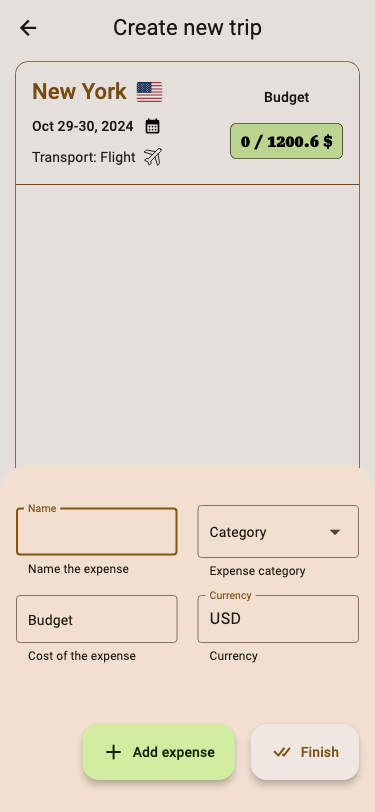 Create new trip
New York
Budget
Oct 29-30, 2024
0 / 1200.6 $
Transport: Flight
Name
Category
Name the expense
Expense category
Budget
Currency
USD
Cost of the expense
Currency
Add expense
Finish